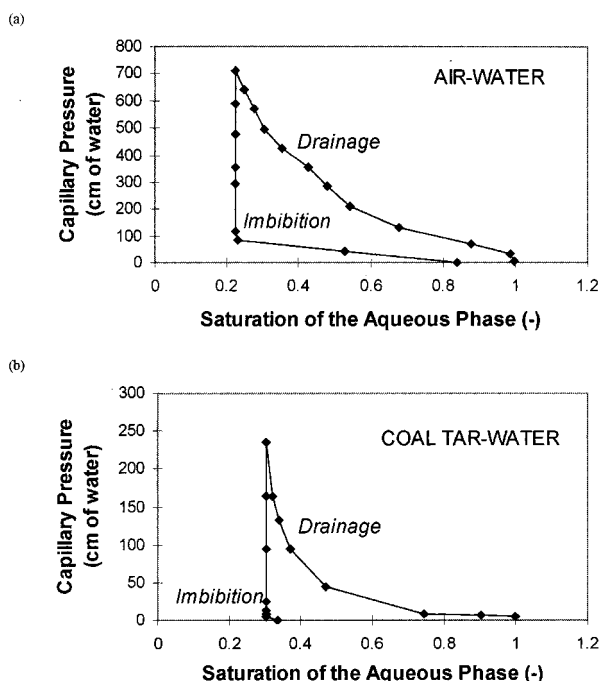 (a)
800
700
600
500
400
300
200
100
0
Capillary Pressure
(cm of water)
AIR-WATER
Drainage
Imbibition
0 0.2 0.4 0.6 0.8 1 1.2
Saturation of the Aqueous Phase (-)
(b)
300
250
200
150
100
50
0
Capillary Pressure
(cm of water)
COAL TAR-WATER
Drainage
Imbibition
0 0.2 0.4 0.6 0.8 1 1.2
Saturation of the Aqueous Phase (-)